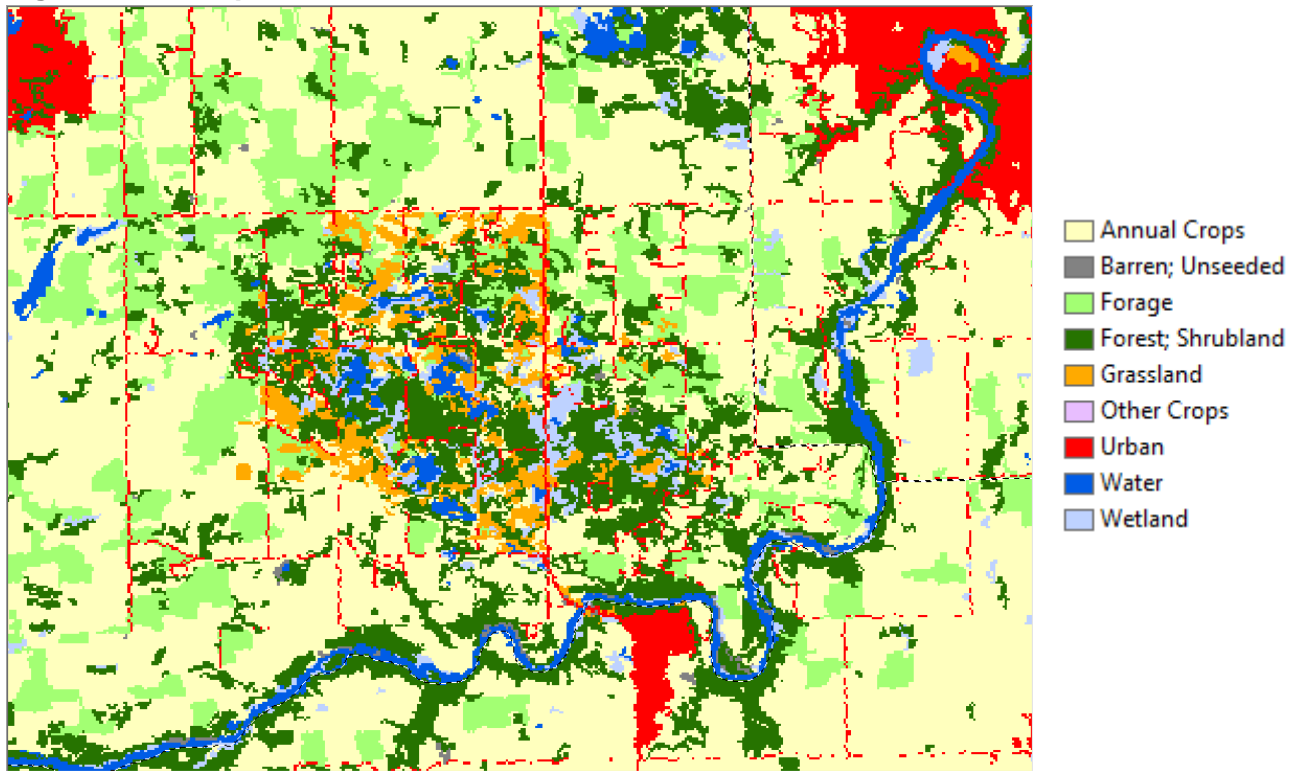 Annual Crops
Barren; Unseeded
Forage
Forest; Shrubland
Grassland
Other Crops
Urban
Water
Wetland